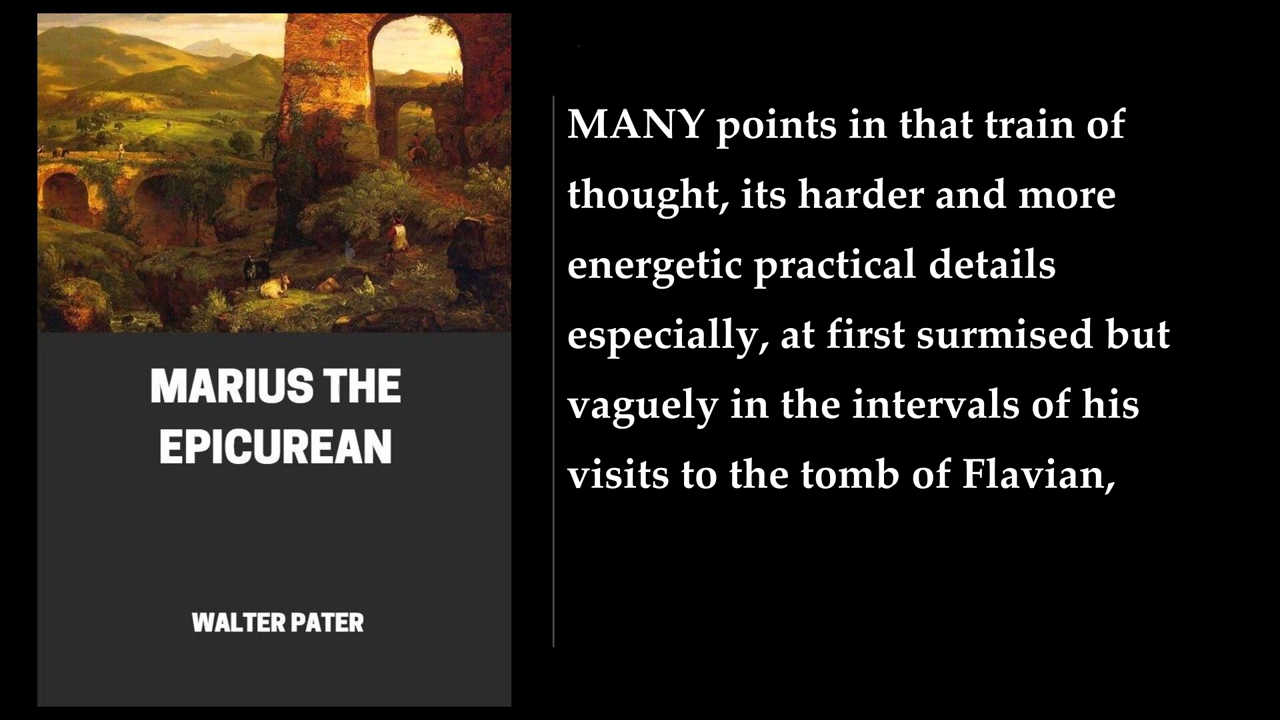 MARIUS THE
EPICUREAN
WALTER PATER
MANY points in that train of
thought, its harder and more
energetic practical details
especially, at first surmised but
vaguely in the intervals of his
visits to the tomb of Flavian,